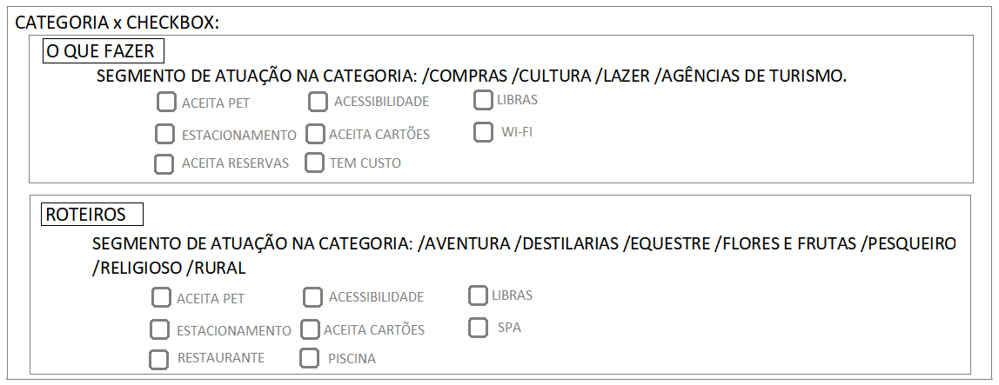 CATEGORIA x CHECKBOX:
O QUE FAZER
SEGMENTO DE ATUAÇÃO NA CATEGORIA: /COMPRAS /CULTURA /LAZER /AGÊNCIAS DE TURISMO.
ACEITA PET ACESSIBILIDADE LIBRAS
ESTACIONAMENTO ACEITA CARTÕES WI-FI
ACEITA RESERVAS TEM CUSTO
ROTEIROS
SEGMENTO DE ATUAÇÃO NA CATEGORIA: /AVENTURA /DESTILARIAS /EQUESTRE /FLORES E FRUTAS /PESQUEIRO
/RELIGIOSO /RURAL
ACEITA PET ACESSIBILIDADE LIBRAS
ESTACIONAMENTO ACEITA CARTÕES SPA
RESTAURANTE PISCINA